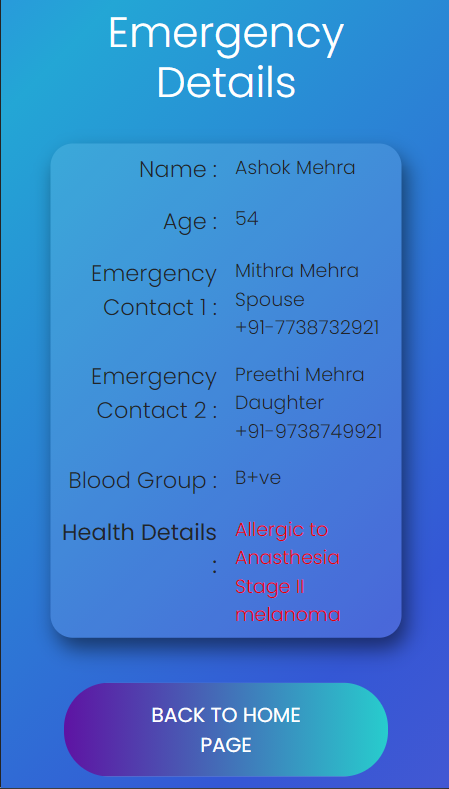 Emergency
Details
Name : Ashok Mehra
Age : 54
Emergency
Contact 1 :
Mithra Mehra
Spouse
+91-7738732921
Emergency
Contact 2 :
Preethi Mehra
Daughter
+91-9738749921
Blood Group : B+ve
Health Details
:
Allergic to
Anasthesia
Stage II
melanoma
BACK TO HOME
PAGE